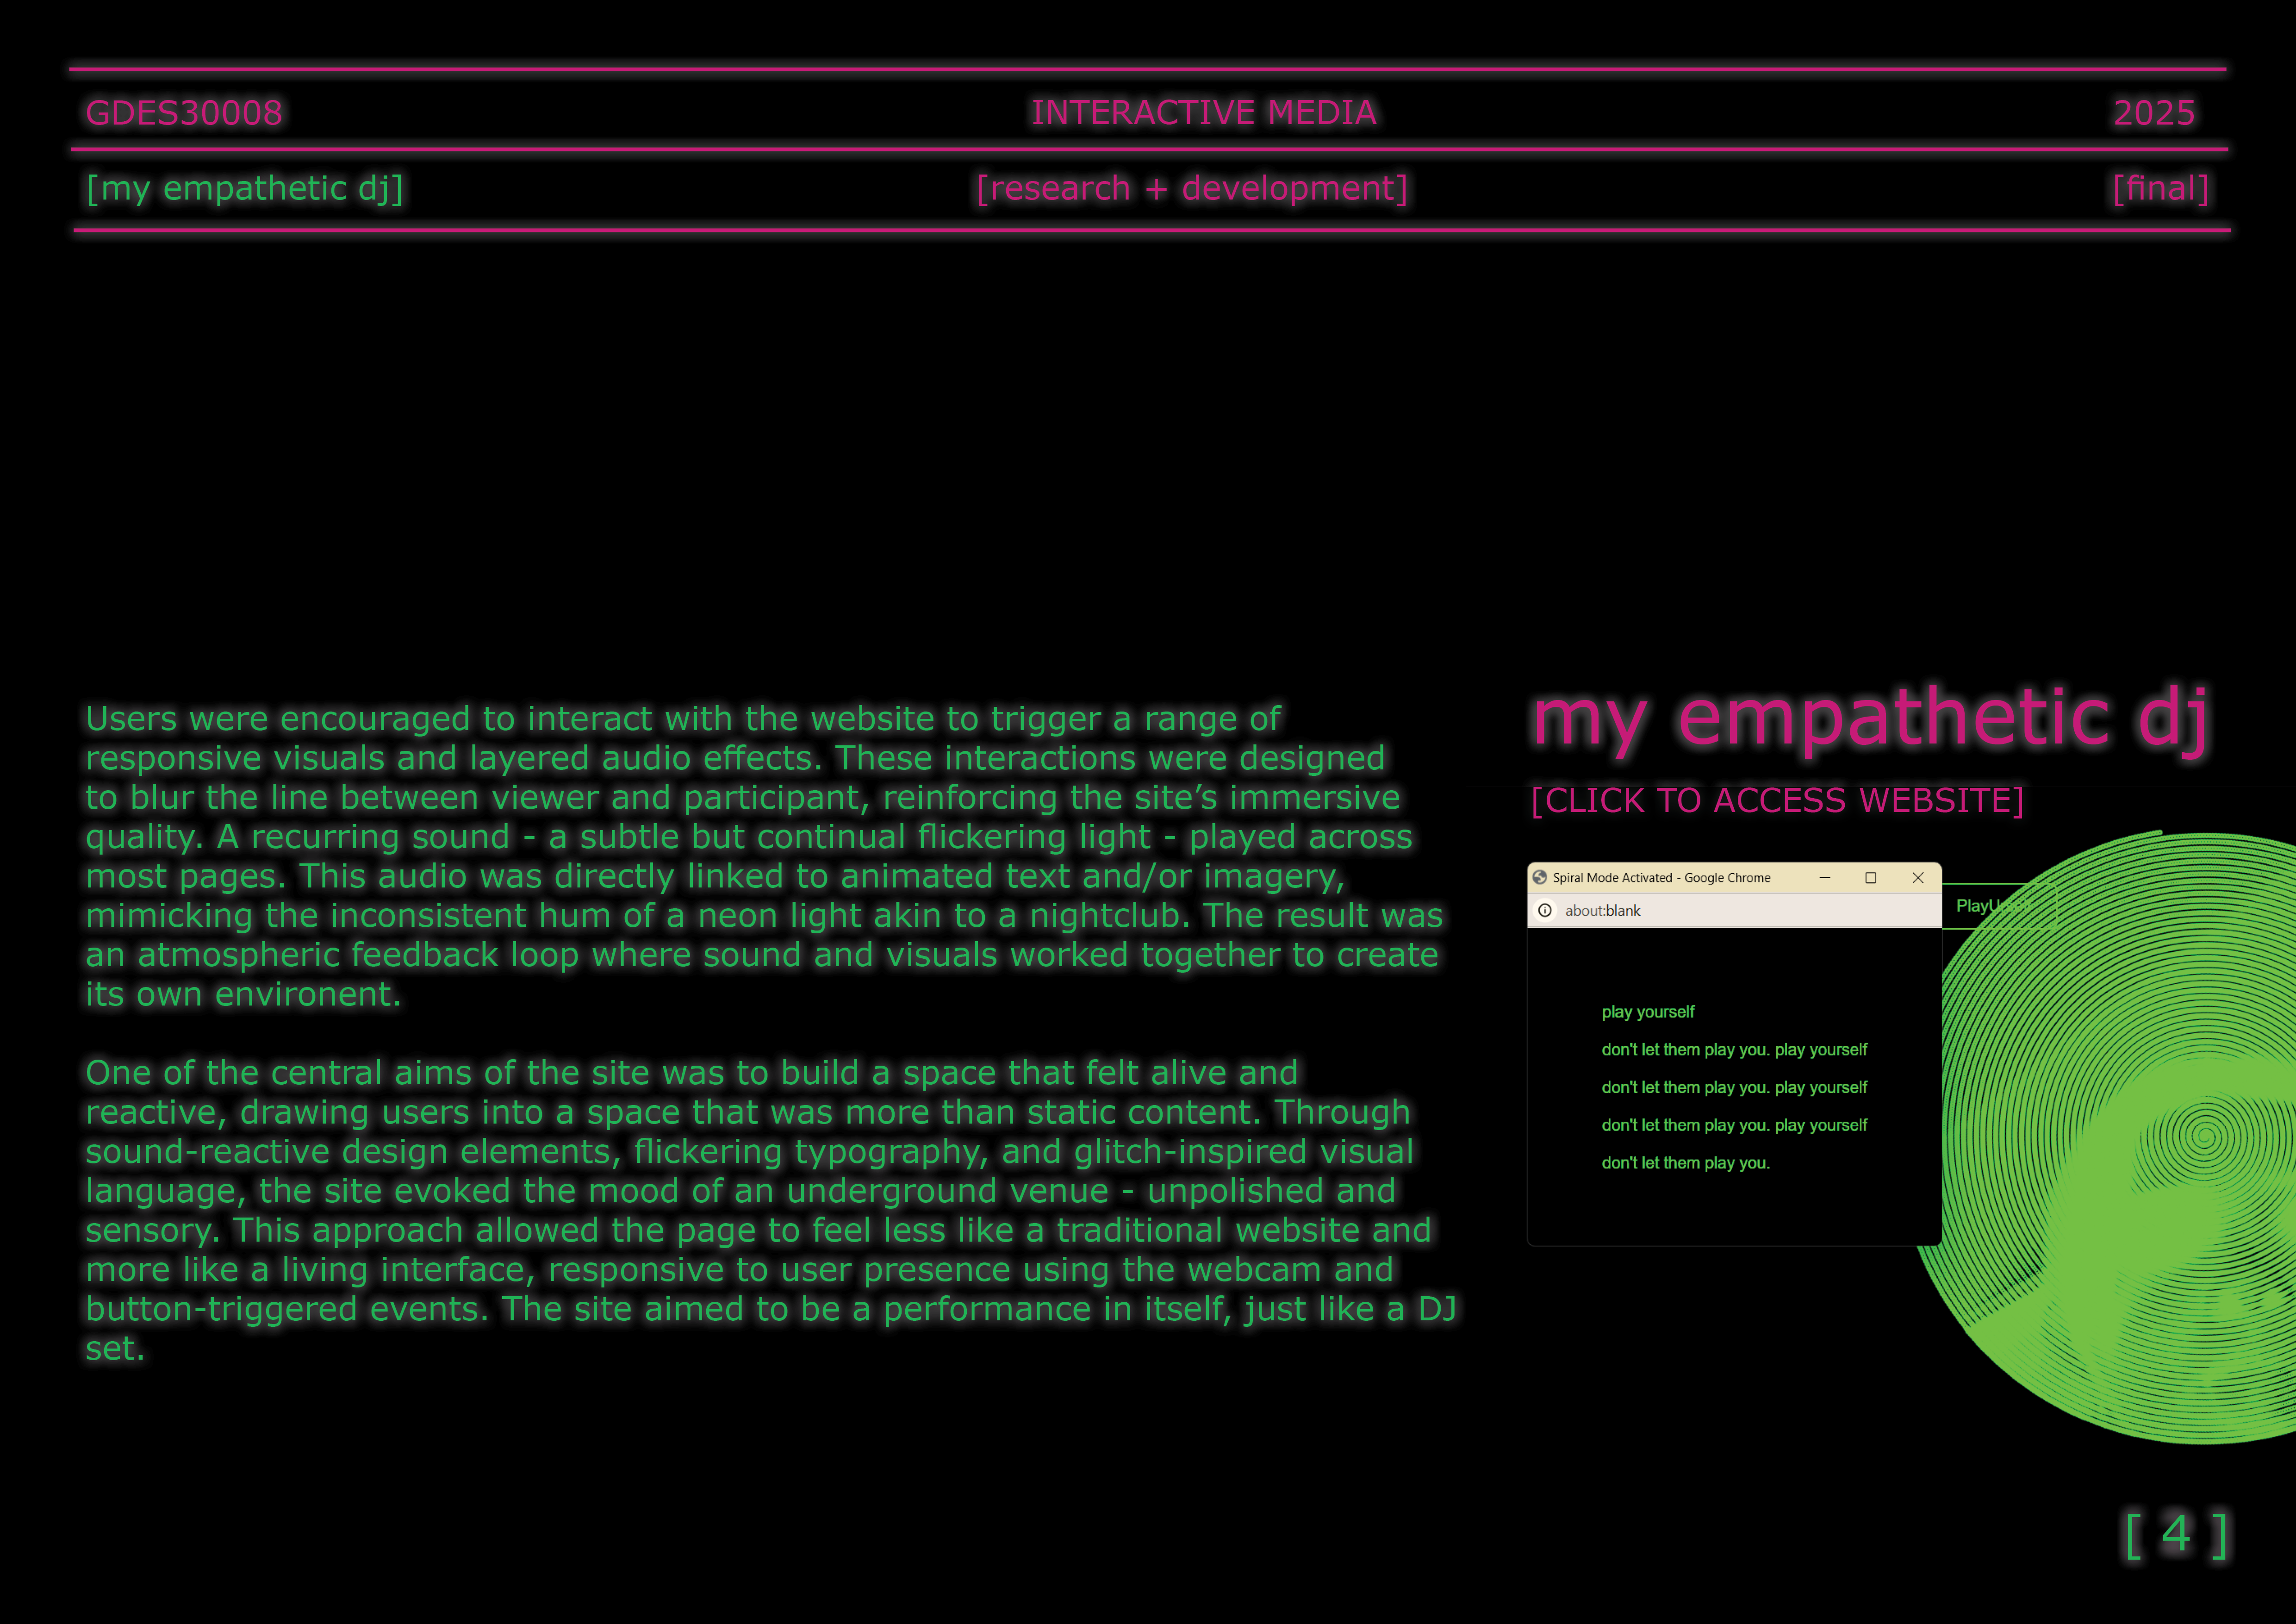 GDES30008
INTERACTIVE MEDIA
2025
[my empathetic dj]
[research + development]
[final]
Users were encouraged to interact with the website to trigger a range of
responsive visuals and layered audio effects. These interactions were designed
to blur the line between viewer and participant, reinforcing the site’s immersive
quality. A recurring sound - a subtle but continual flickering light - played across
most pages. This audio was directly linked to animated text and/or imagery,
mimicking the inconsistent hum of a neon light akin to a nightclub. The result was
an atmospheric feedback loop where sound and visuals worked together to create
its own environent.
One of the central aims of the site was to build a space that felt alive and
reactive, drawing users into a space that was more than static content. Through
sound-reactive design elements, flickering typography, and glitch-inspired visual
language, the site evoked the mood of an underground venue - unpolished and
sensory. This approach allowed the page to feel less like a traditional website and
more like a living interface, responsive to user presence using the webcam and
button-triggered events. The site aimed to be a performance in itself, just like a DJ
set.
my empathetic dj
[CLICK TO ACCESS WEBSITE]
Spiral Mode Activated - Google Chrome
about:blank
play yourself
don't let them play you. play yourself
don't let them play you. play yourself
don't let them play you. play yourself
don't let them play you.
[ 4 ]